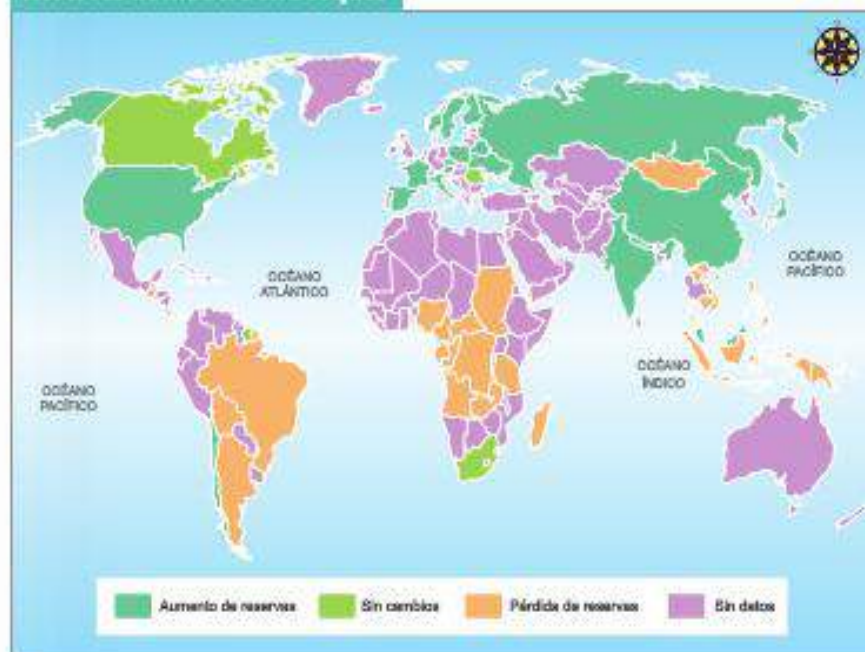 OCÉANO
ATLÁNTICO
OCÉANO
PACÍFICO
OCÉANO
ÍNDICO
OCÉANO
PACÍFICO
Aumento de reservas
Sin cambios
Pérdida de reservas
Sin datos